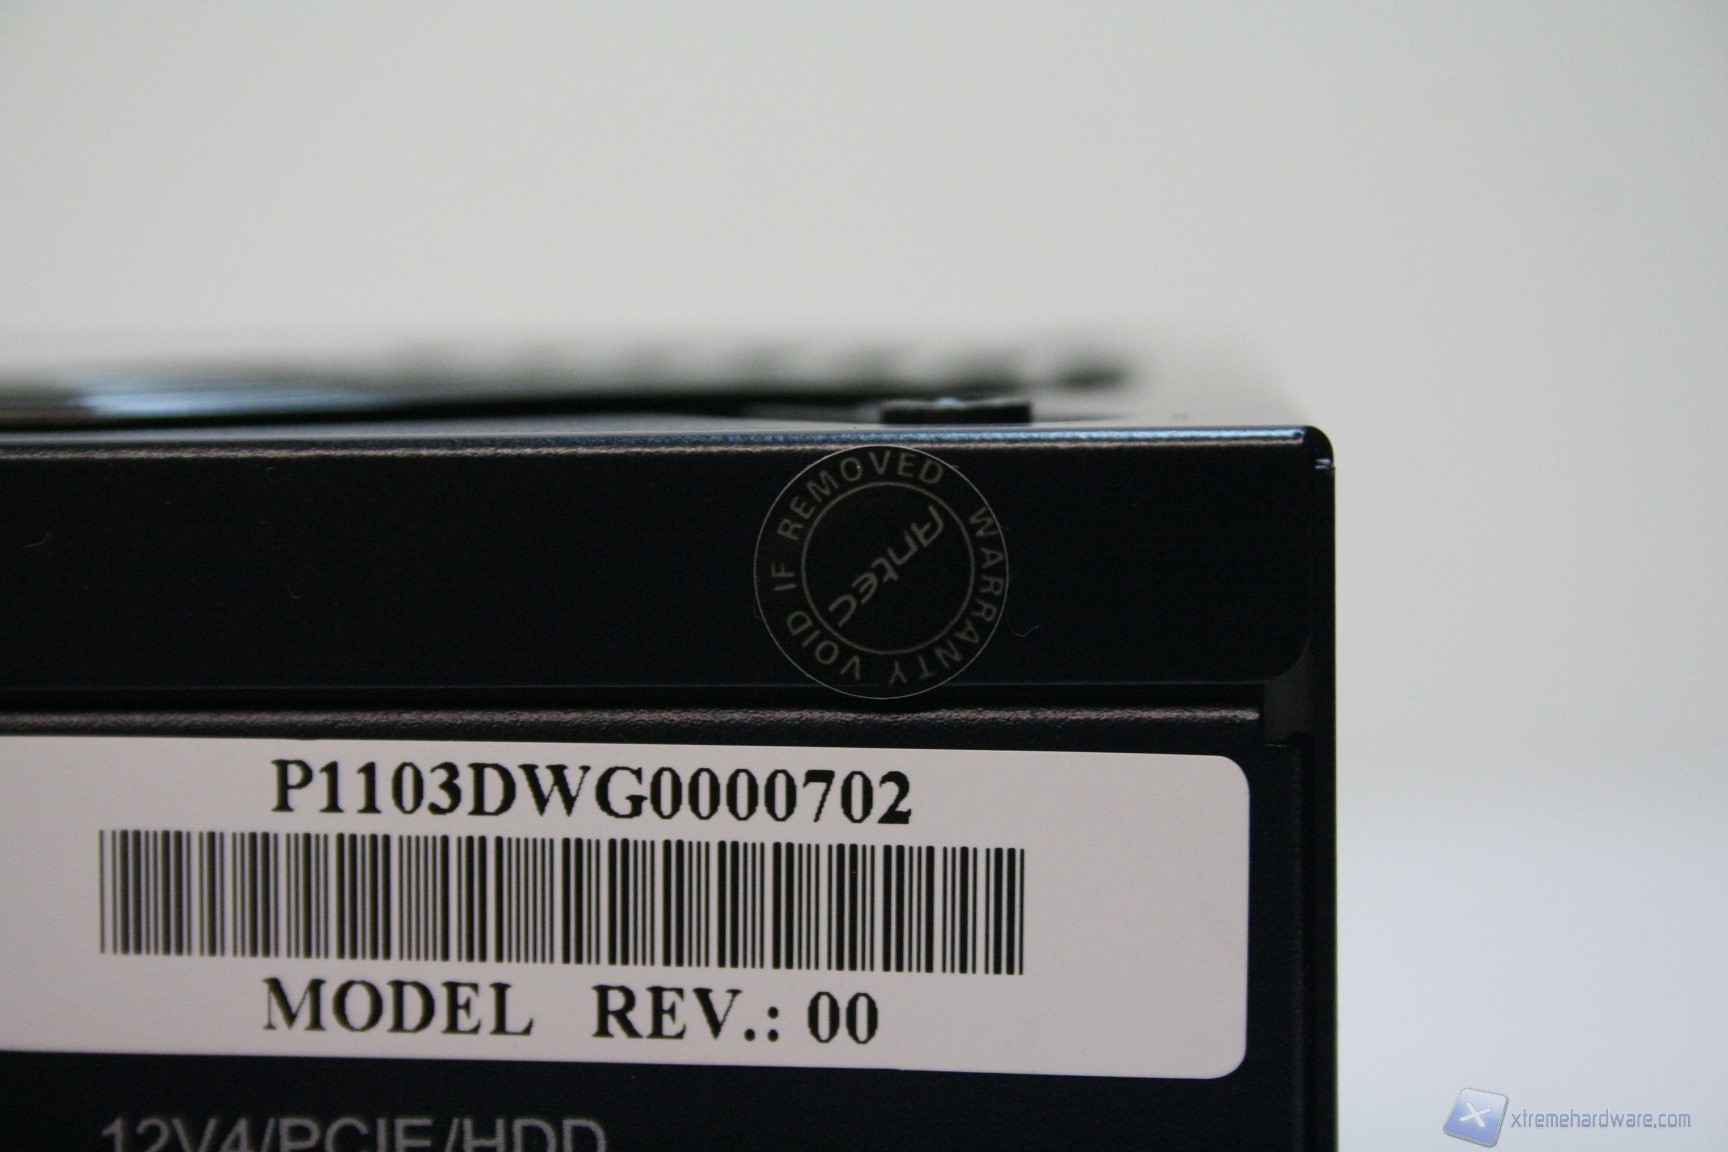 WARRANTY VOID IF REMOVED
Antec
P1103DWG0000702
MODEL REV.: 00
12V4/PCIE/HDD
xtremehardware.com